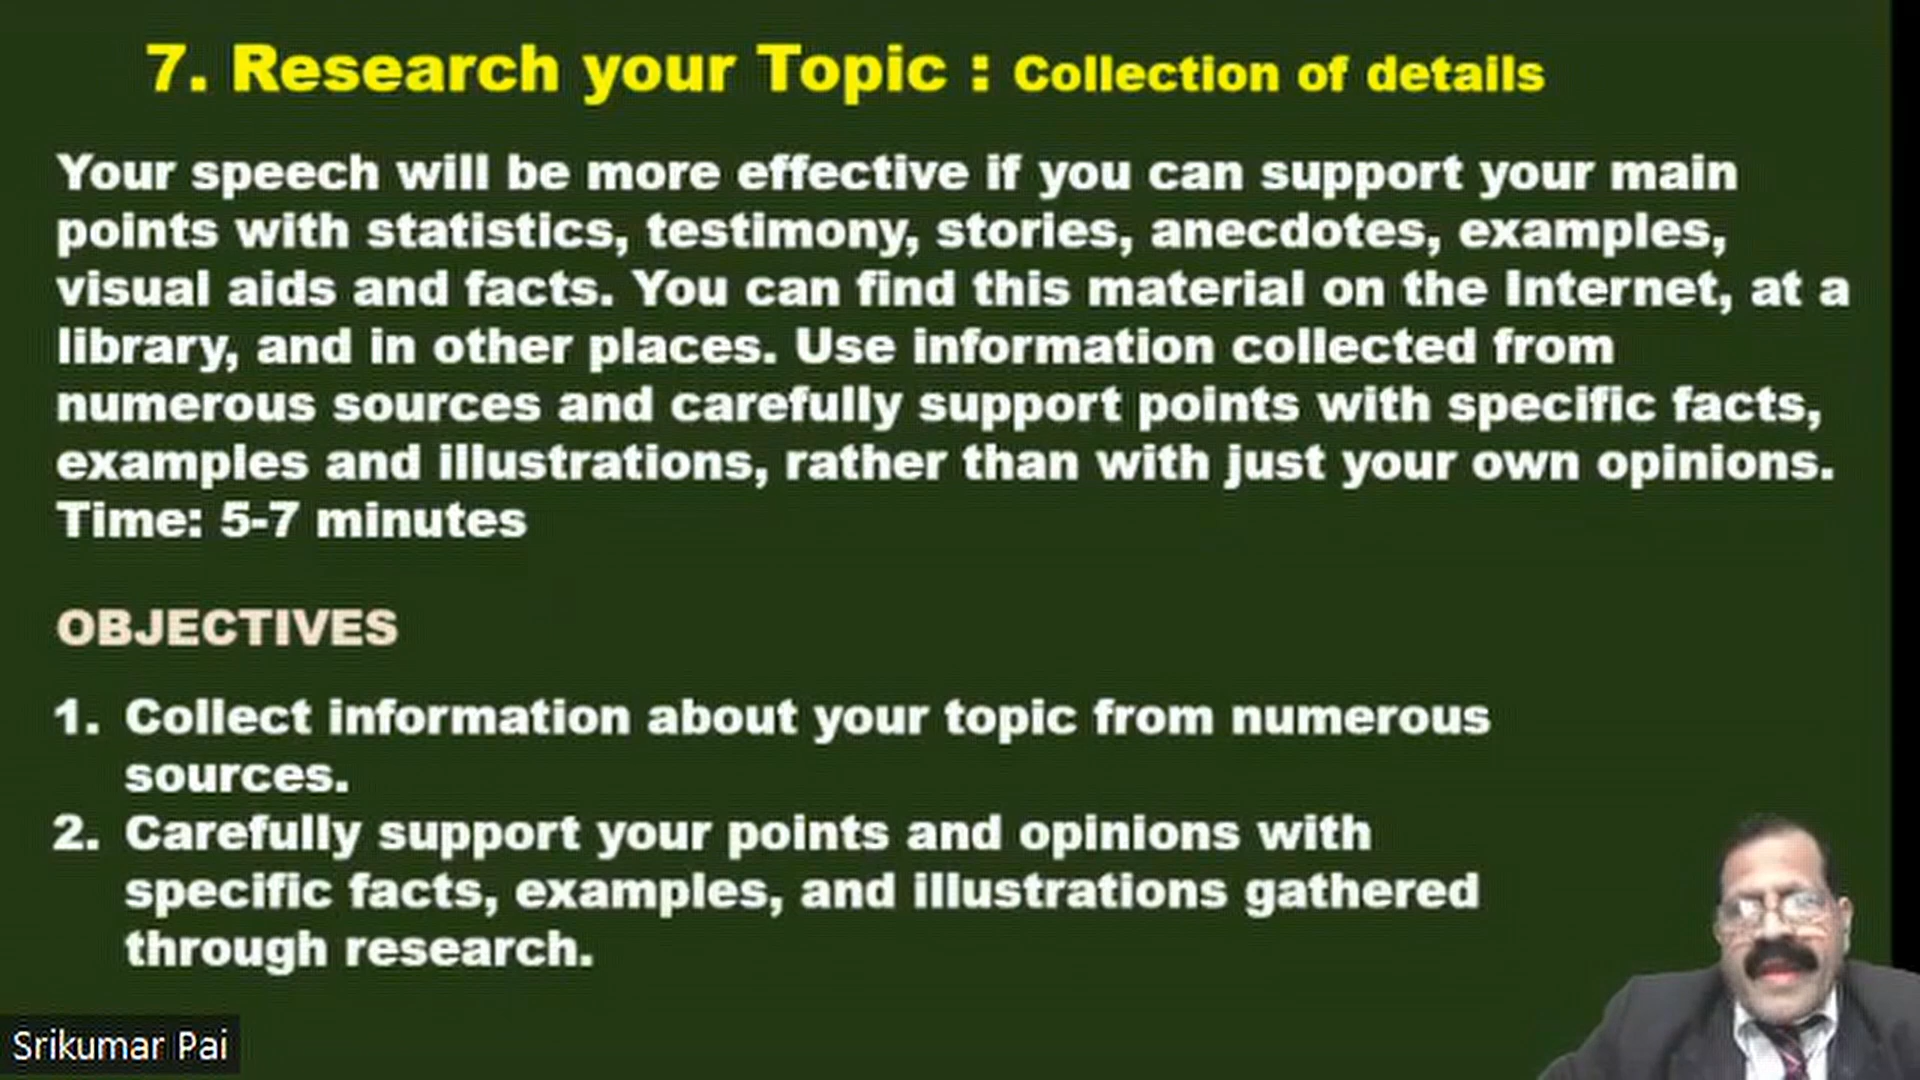 7. Research your Topic : Collection of details
Your speech will be more effective if you can support your main
points with statistics, testimony, stories, anecdotes, examples,
visual aids and facts. You can find this material on the Internet, at a
library, and in other places. Use information collected from
numerous sources and carefully support points with specific facts,
examples and illustrations, rather than with just your own opinions.
Time: 5-7 minutes
OBJECTIVES
1. Collect information about your topic from numerous
sources.
2. Carefully support your points and opinions with
specific facts, examples, and illustrations gathered
through research.
Srikumar Pai